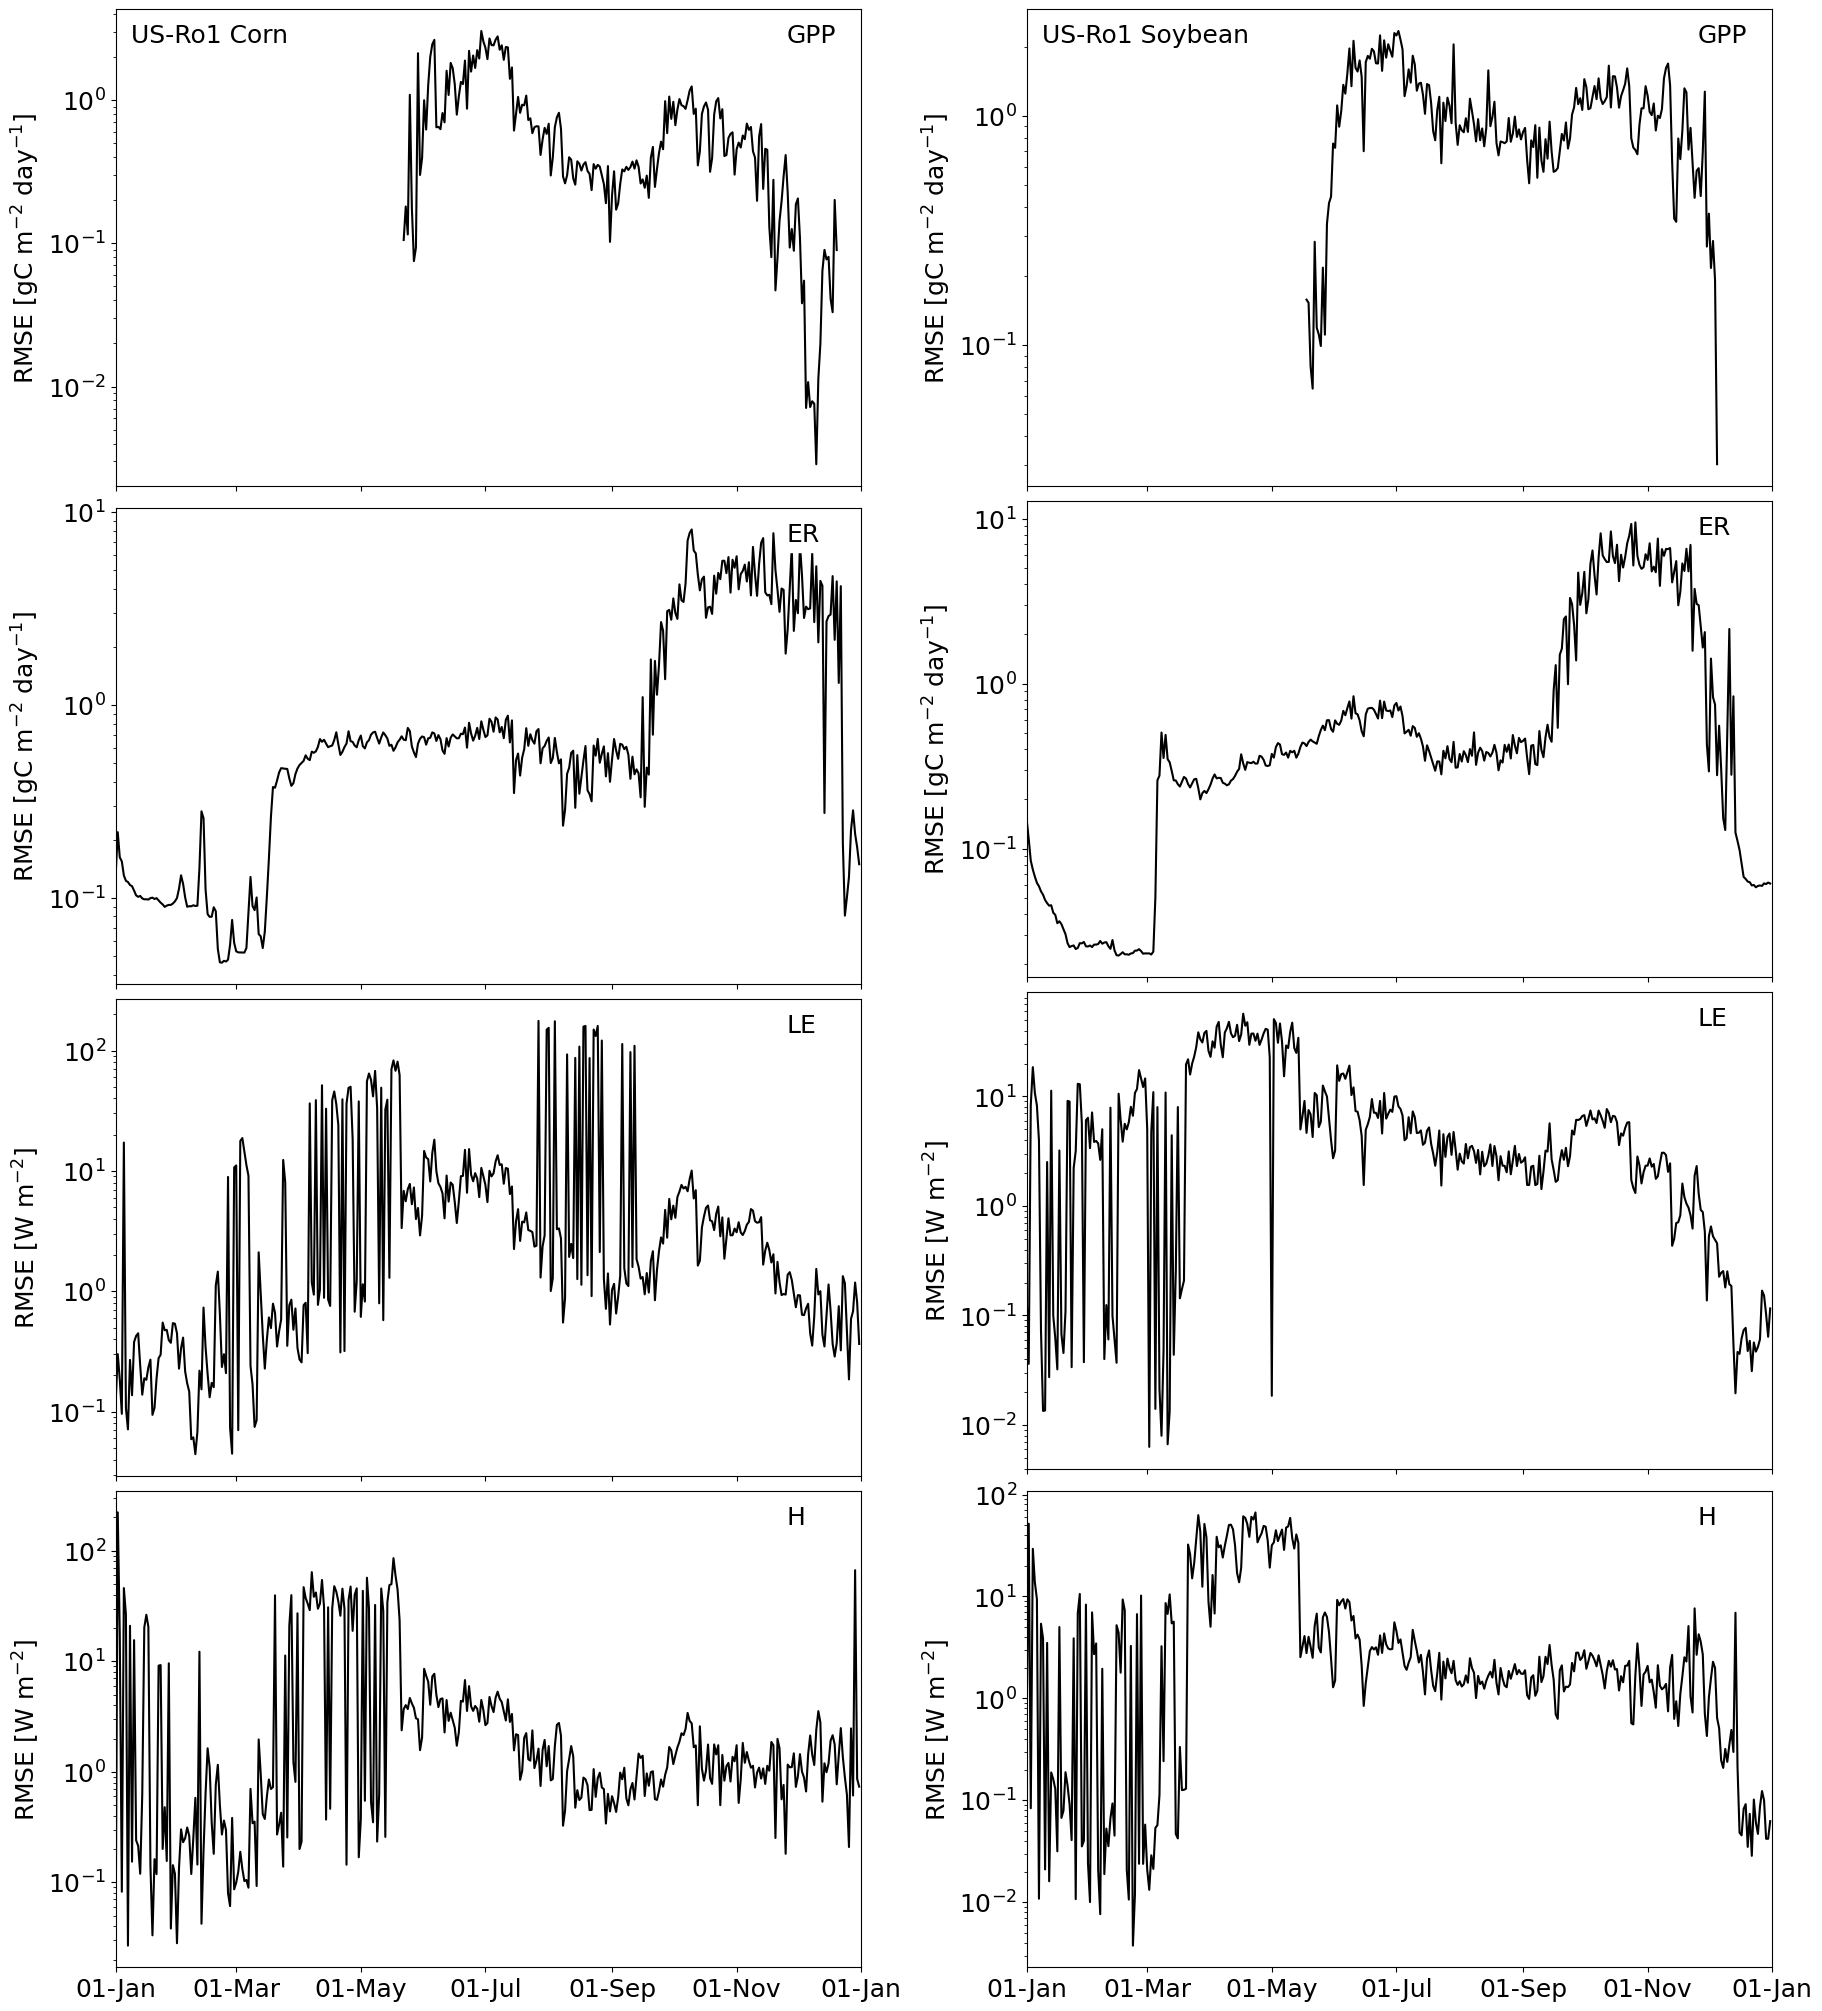 US-Ro1 Corn GPP
RMSE [gC m⁻² day⁻¹]
10⁰
10⁻¹
10⁻²
US-Ro1 Soybean GPP
RMSE [gC m⁻² day⁻¹]
10⁰
10⁻¹
ER
RMSE [gC m⁻² day⁻¹]
10¹
10⁰
10⁻¹
ER
RMSE [gC m⁻² day⁻¹]
10¹
10⁰
10⁻¹
LE
RMSE [W m⁻²]
10²
10¹
10⁰
10⁻¹
LE
RMSE [W m⁻²]
10¹
10⁰
10⁻¹
10⁻²
H
RMSE [W m⁻²]
10²
10¹
10⁰
10⁻¹
01-Jan 01-Mar 01-May 01-Jul 01-Sep 01-Nov 01-Jan
H
RMSE [W m⁻²]
10²
10¹
10⁰
10⁻¹
10⁻²
01-Jan 01-Mar 01-May 01-Jul 01-Sep 01-Nov 01-Jan